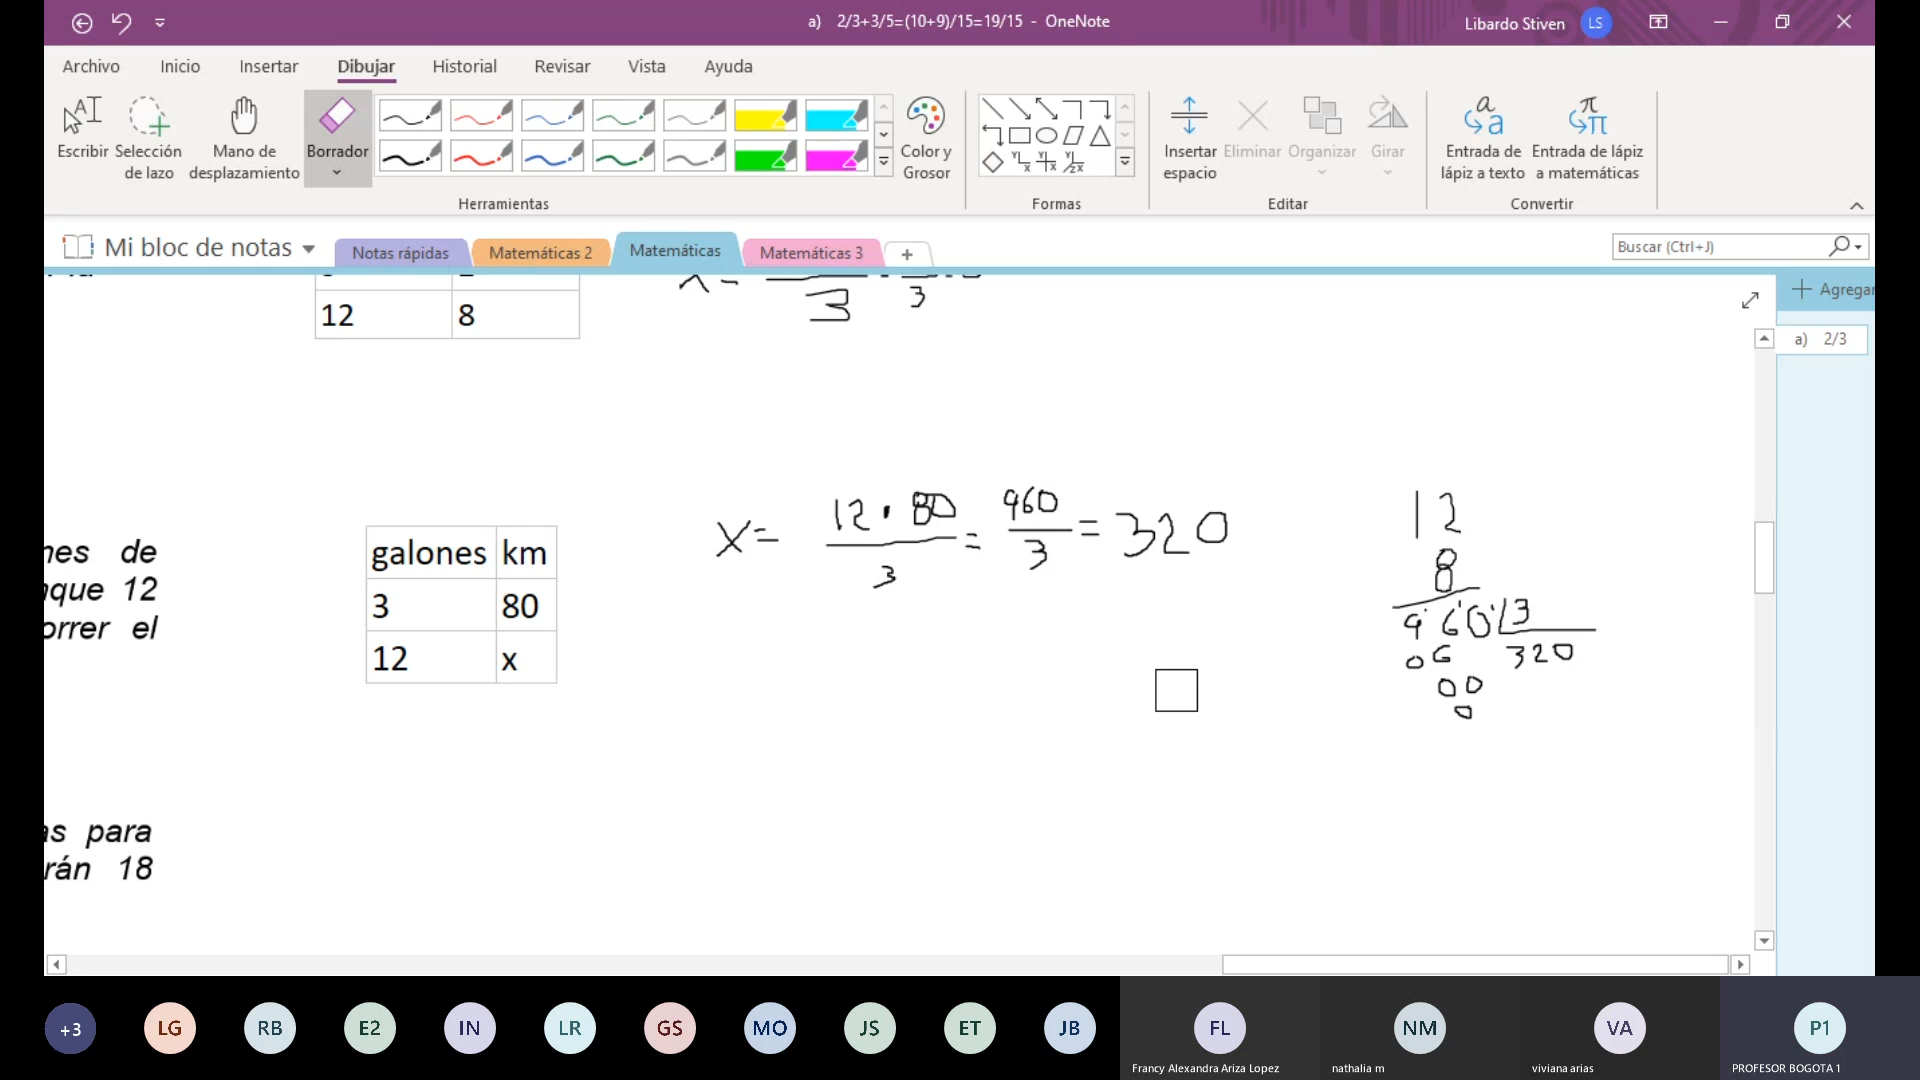 a) 2/3+3/5=(10+9)/15=19/15 - OneNote
Libardo Stiven LS
Archivo Inicio Insertar Dibujar Historial Revisar Vista Ayuda
Escribir
Selección de lazo
Mano de desplazamiento
Borrador
Color y Grosor
Insertar espacio
Eliminar
Organizar
Girar
Entrada de lápiz a texto
Entrada de lápiz a matemáticas
Herramientas
Formas
Editar
Convertir
Mi bloc de notas
Notas rápidas
Matemáticas 2
Matemáticas
Matemáticas 3
Buscar (Ctrl+J)
Agregar
a) 2/3
12 8
3
3
nes de
que 12
orrer el
galones km
3 80
12 x
x= 12 · 80 / 3 = 960 / 3 = 320
12
8
960 /3
06 320
00
0
as para
rán 18
+3 LG RB E2 IN LR GS MO JS ET JB FL NM VA P1
Francy Alexandra Ariza Lopez
nathalia m
viviana arias
PROFESOR BOGOTA 1